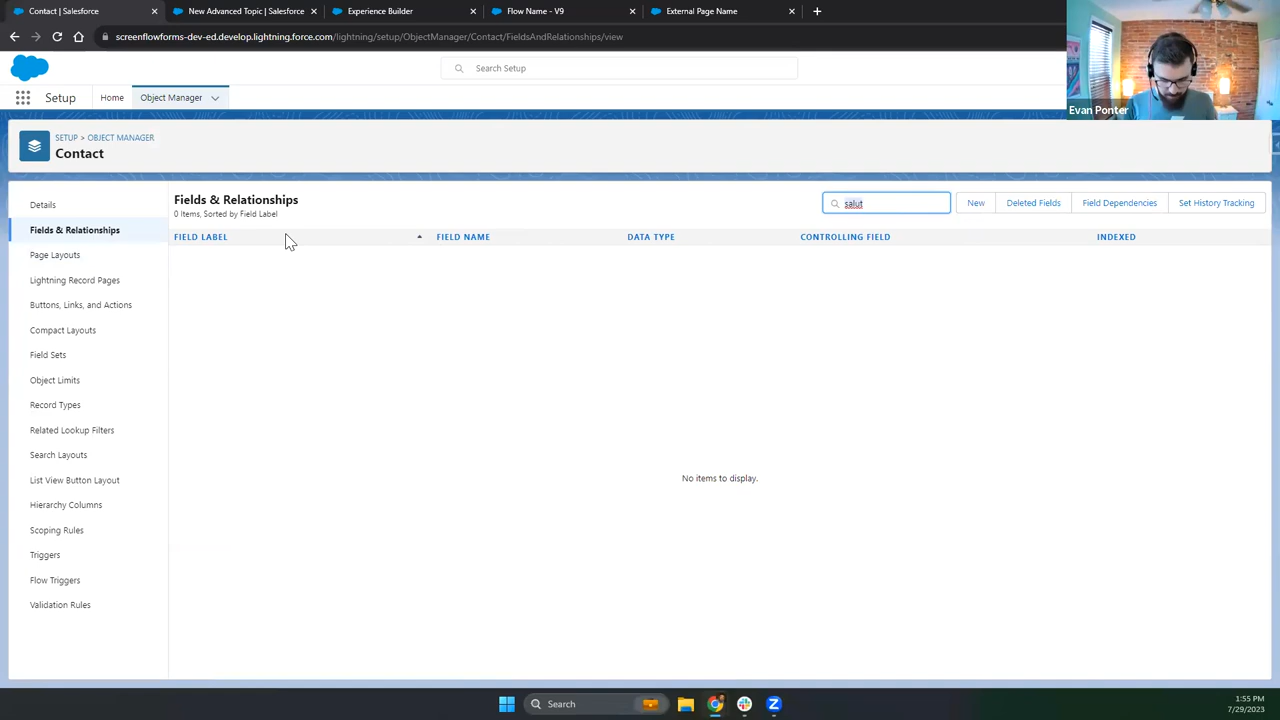 Contact | Salesforce
New Advanced Topic | Salesforce
Experience Builder
Flow Name - V9
External Page Name
screenflowforms-dev-ed.develop.lightning.force.com/lightning/setup/ObjectManager/Contact/FieldsAndRelationships/view
Search Setup
Setup
Home
Object Manager
Evan Ponter
SETUP > OBJECT MANAGER
Contact
Details
Fields & Relationships
Page Layouts
Lightning Record Pages
Buttons, Links, and Actions
Compact Layouts
Field Sets
Object Limits
Record Types
Related Lookup Filters
Search Layouts
List View Button Layout
Hierarchy Columns
Scoping Rules
Triggers
Flow Triggers
Validation Rules
Fields & Relationships
0 Items, Sorted by Field Label
salut
New
Deleted Fields
Field Dependencies
Set History Tracking
FIELD LABEL
FIELD NAME
DATA TYPE
CONTROLLING FIELD
INDEXED
No items to display.
Search
1:55 PM
7/29/2023